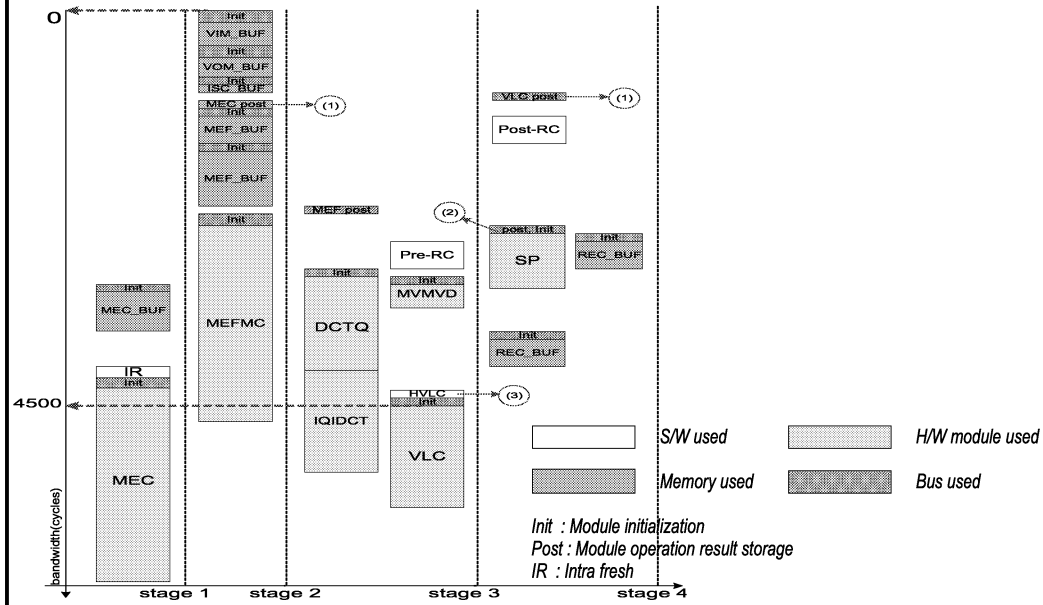 0
Init
VIM_BUF
Init
VOM_BUF
Init
ISC_BUF
MEC post
(1)
Init
MEF_BUF
Init
MEF_BUF
Init
MEFMC
Init
MEC_BUF
IR
Init
MEC
MEF post
Init
DCTQ
IQIDCT
(2)
Pre-RC
Init
MVMVD
HVLC
(3)
Init
VLC
VLC post
(1)
Post-RC
post, Init
SP
Init
REC_BUF
Init
REC_BUF
4500
bandwidth(cycles)
stage 1
stage 2
stage 3
stage 4
S/W used
H/W module used
Memory used
Bus used
Init : Module initialization
Post : Module operation result storage
IR : Intra fresh